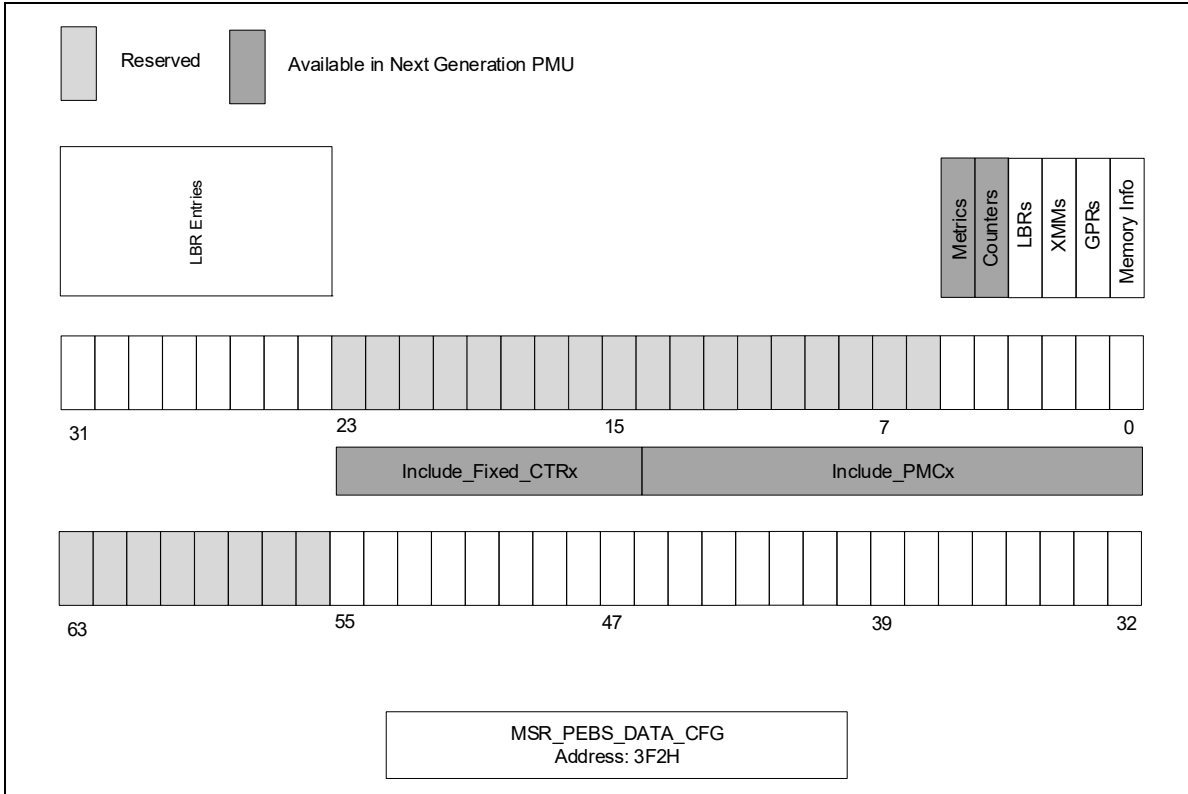 Reserved
Available in Next Generation PMU
LBR Entries
Metrics
Counters
LBRs
XMMs
GPRs
Memory Info
31
23
15
7
0
Include_Fixed_CTRx
Include_PMCx
63
55
47
39
32
MSR_PEBS_DATA_CFG
Address: 3F2H